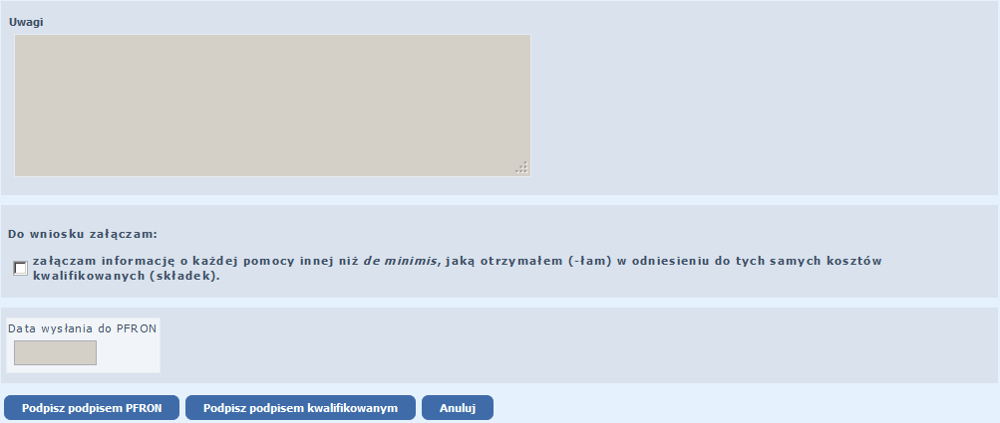 Uwagi
Do wniosku załączam:
załączam informację o każdej pomocy innej niż de minimis, jaką otrzymałem (-łam) w odniesieniu do tych samych kosztów
kwalifikowanych (składek).
Data wysłania do PFRON
Podpisz podpisem PFRON Podpisz podpisem kwalifikowanym Anuluj